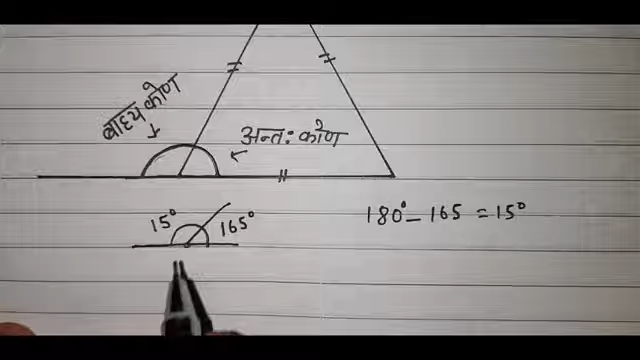 बाह्य कोण
अन्तः कोण
15° 165°
180° - 165 = 15°